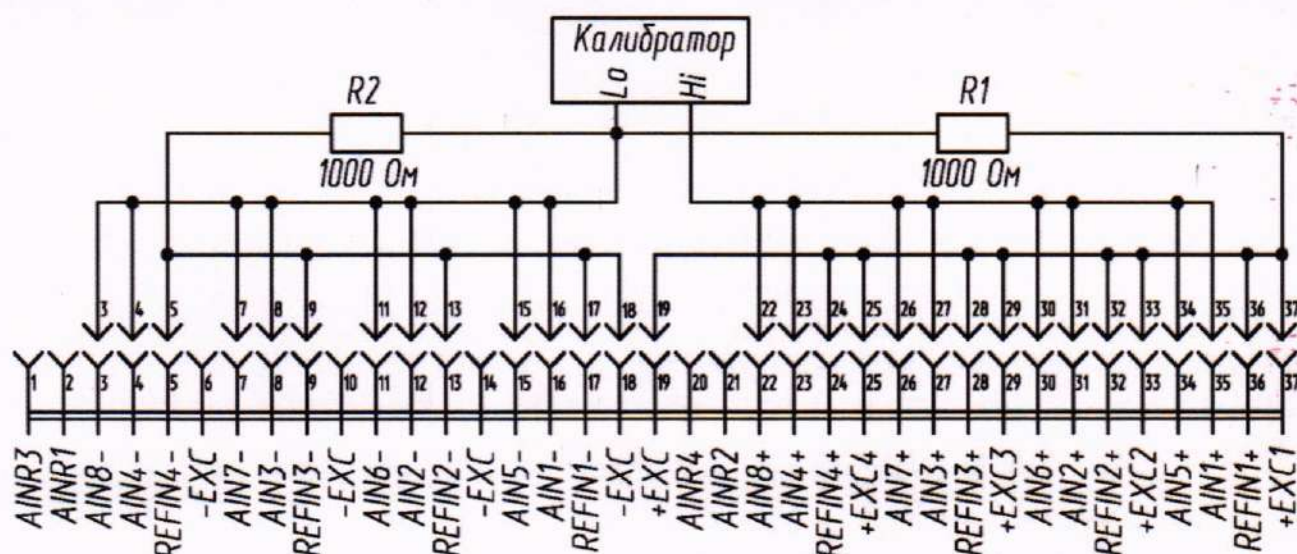 Калибратор
Lo Hi
R2 R1
1000 Ом 1000 Ом
3 4 5 7 8 9 11 12 13 15 16 17 18 19 22 23 24 25 26 27 28 29 30 31 32 33 34 35 36 37
1 2 3 4 5 6 7 8 9 10 11 12 13 14 15 16 17 18 19 20 21 22 23 24 25 26 27 28 29 30 31 32 33 34 35 36 37
AINR3
AINR1
AIN8-
AIN4-
REFIN4-
-EXC
AIN7-
AIN3-
REFIN3-
-EXC
AIN6-
AIN2-
REFIN2-
-EXC
AIN5-
AIN1-
REFIN1-
-EXC
+EXC
AINR4
AINR2
AIN8+
AIN4+
REFIN4+
+EXC4
AIN7+
AIN3+
REFIN3+
+EXC3
AIN6+
AIN2+
REFIN2+
+EXC2
AIN5+
AIN1+
REFIN1+
+EXC1